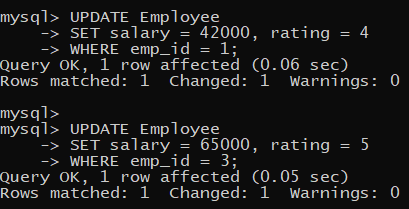 mysql> UPDATE Employee
    -> SET salary = 42000, rating = 4
    -> WHERE emp_id = 1;
Query OK, 1 row affected (0.06 sec)
Rows matched: 1  Changed: 1  Warnings: 0

mysql>
mysql> UPDATE Employee
    -> SET salary = 65000, rating = 5
    -> WHERE emp_id = 3;
Query OK, 1 row affected (0.05 sec)
Rows matched: 1  Changed: 1  Warnings: 0